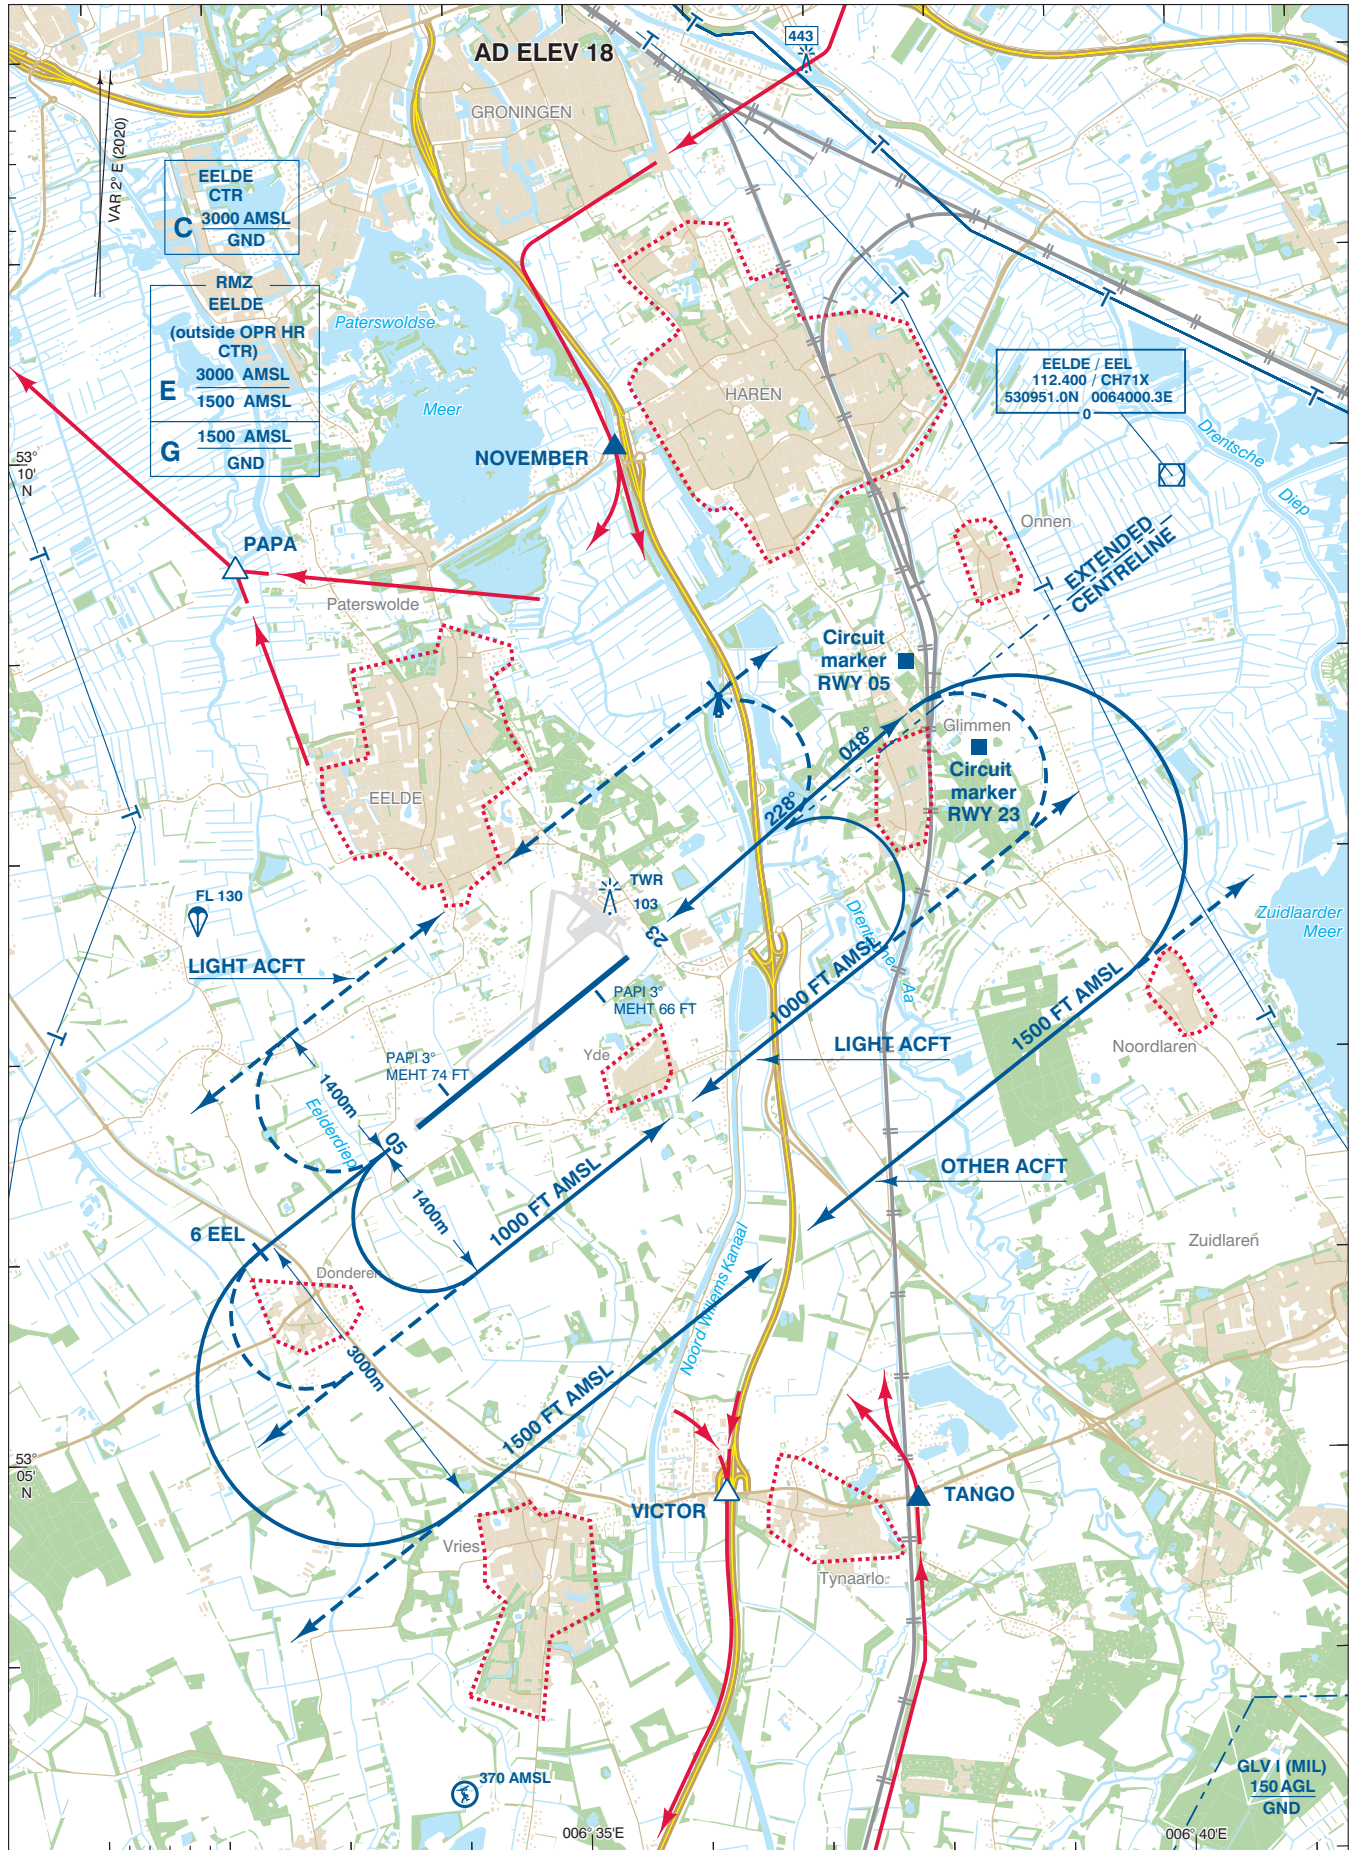 443
AD ELEV 18
GRONINGEN
VAR 2° E (2020)
EELDE
CTR
C
3000 AMSL
GND
RMZ
EELDE
(outside OPR HR
CTR)
E
3000 AMSL
1500 AMSL
G
1500 AMSL
GND
Paterswoldse
Meer
HAREN
EELDE / EEL
112.400 / CH71X
530951.0N 0064000.3E
0
Drentsche
Diep
53°
10'
N
NOVEMBER
Onnen
EXTENDED
CENTRELINE
PAPA
Paterswolde
Circuit
marker
RWY 05
Glimmen
Circuit
marker
RWY 23
048°
228°
EELDE
TWR
103
FL 130
23
LIGHT ACFT
PAPI 3°
MEHT 66 FT
Drentsche
Aa
Zuidlaarder
Meer
1000 FT AMSL
1500 FT AMSL
LIGHT ACFT
Noordlaren
Yde
PAPI 3°
MEHT 74 FT
1400m
Eelderdiep
05
1400m
1000 FT AMSL
OTHER ACFT
6 EEL
Donderen
Noord Willems Kanaal
Zuidlaren
3000m
1500 FT AMSL
53°
05'
N
VICTOR
TANGO
Vries
Tynaarlo
370 AMSL
GLV I (MIL)
150 AGL
GND
006° 35'E
006° 40'E